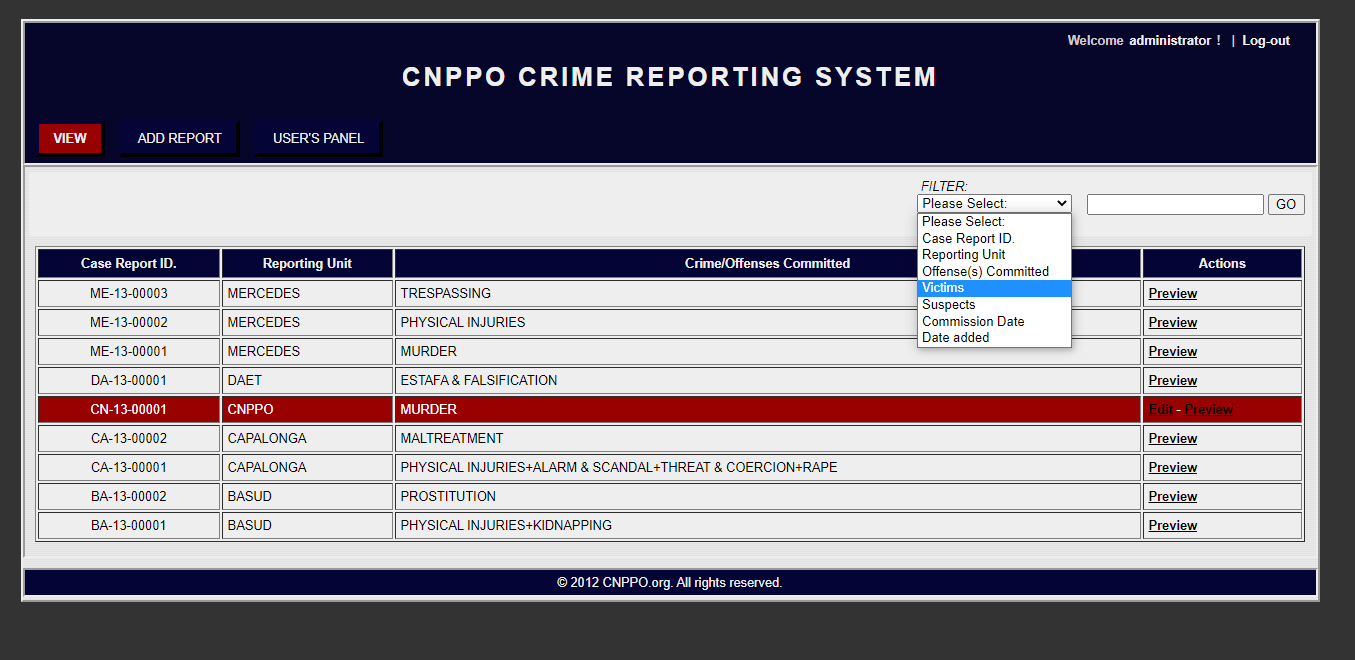 Welcome administrator ! | Log-out
CNPPO CRIME REPORTING SYSTEM
VIEW ADD REPORT USER'S PANEL
FILTER:
Please Select: GO
Please Select:
Case Report ID.
Reporting Unit
Offense(s) Committed
Victims
Suspects
Commission Date
Date added
Case Report ID. Reporting Unit Crime/Offenses Committed Actions
ME-13-00003 MERCEDES TRESPASSING Preview
ME-13-00002 MERCEDES PHYSICAL INJURIES Preview
ME-13-00001 MERCEDES MURDER Preview
DA-13-00001 DAET ESTAFA & FALSIFICATION Preview
CN-13-00001 CNPPO MURDER Edit - Preview
CA-13-00002 CAPALONGA MALTREATMENT Preview
CA-13-00001 CAPALONGA PHYSICAL INJURIES+ALARM & SCANDAL+THREAT & COERCION+RAPE Preview
BA-13-00002 BASUD PROSTITUTION Preview
BA-13-00001 BASUD PHYSICAL INJURIES+KIDNAPPING Preview
© 2012 CNPPO.org. All rights reserved.